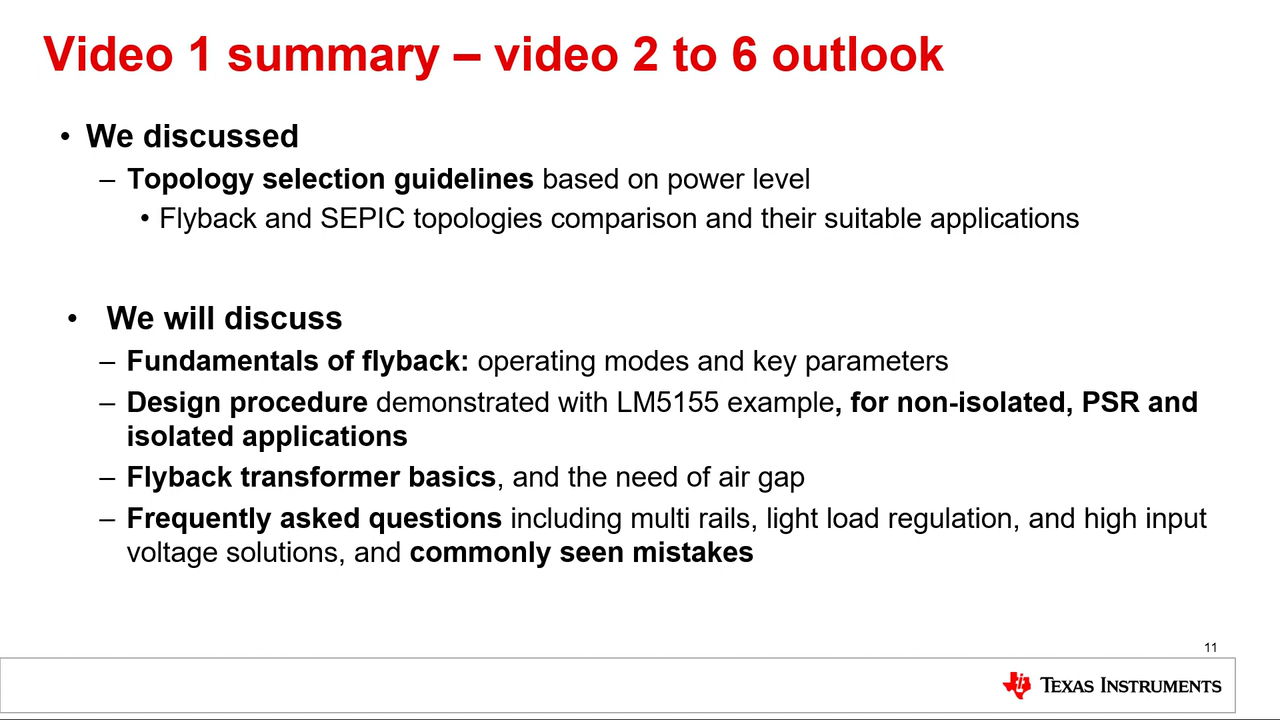 Video 1 summary – video 2 to 6 outlook
• We discussed
– Topology selection guidelines based on power level
• Flyback and SEPIC topologies comparison and their suitable applications
• We will discuss
– Fundamentals of flyback: operating modes and key parameters
– Design procedure demonstrated with LM5155 example, for non-isolated, PSR and
isolated applications
– Flyback transformer basics, and the need of air gap
– Frequently asked questions including multi rails, light load regulation, and high input
voltage solutions, and commonly seen mistakes
11
TEXAS INSTRUMENTS